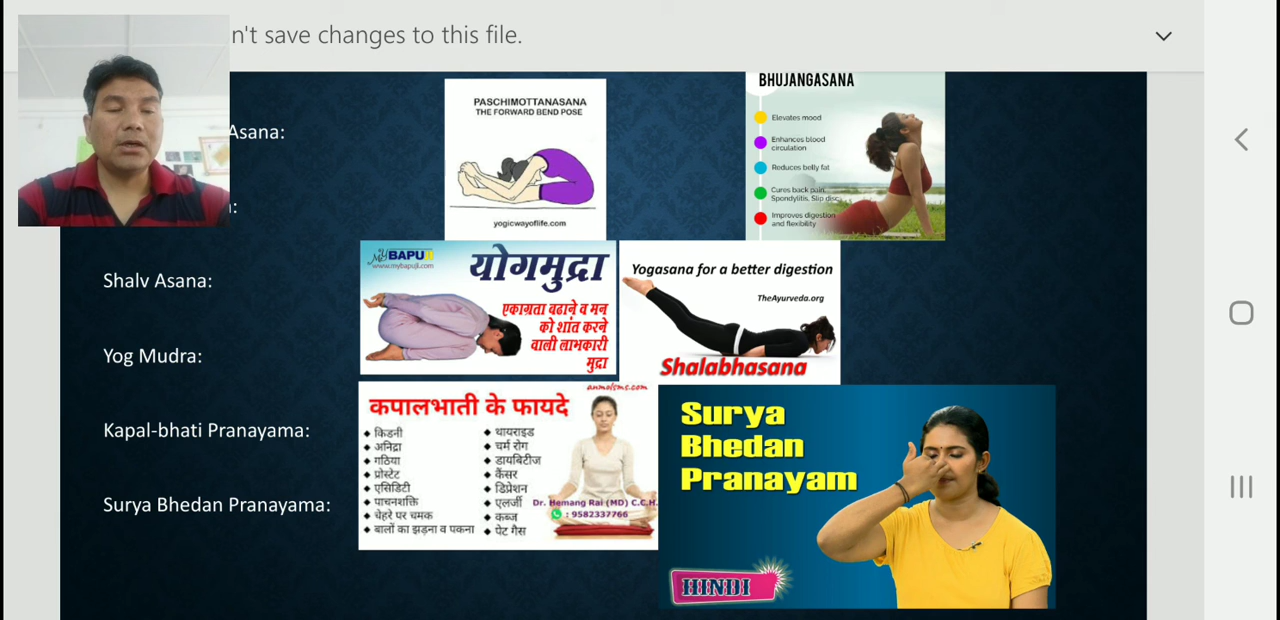 n't save changes to this file.
Asana:
:
Shalv Asana:
Yog Mudra:
Kapal-bhati Pranayama:
Surya Bhedan Pranayama:
PASCHIMOTTANASANA
THE FORWARD BEND POSE
yogicwayoflife.com
BHUJANGASANA
Elevates mood
Enhances blood
circulation
Reduces belly fat
Cures back pain,
Spondylitis, Slip disc
Improves digestion
and flexibility
My BAPUJI
www.mybapuji.com
योगमुद्रा
एकाग्रता बढाने व मन
को शांत करने
वाली लाभकारी
मुद्रा
Yogasana for a better digestion
TheAyurveda.org
Shalabhasana
anmolsms.com
कपालभाती के फायदे
किडनी
अनिद्रा
गठिया
प्रोस्टेट
एसिडिटी
पाचनशक्ति
चेहरे पर चमक
बालों का झड़ना व पकना
थायराइड
चर्म रोग
डायबिटीज
कैंसर
डिप्रेशन
एलर्जी
कब्ज
पेट गैस
Dr. Hemang Rai (MD) C.C.H.
: 9582337766
Surya
Bhedan
Pranayam
HINDI